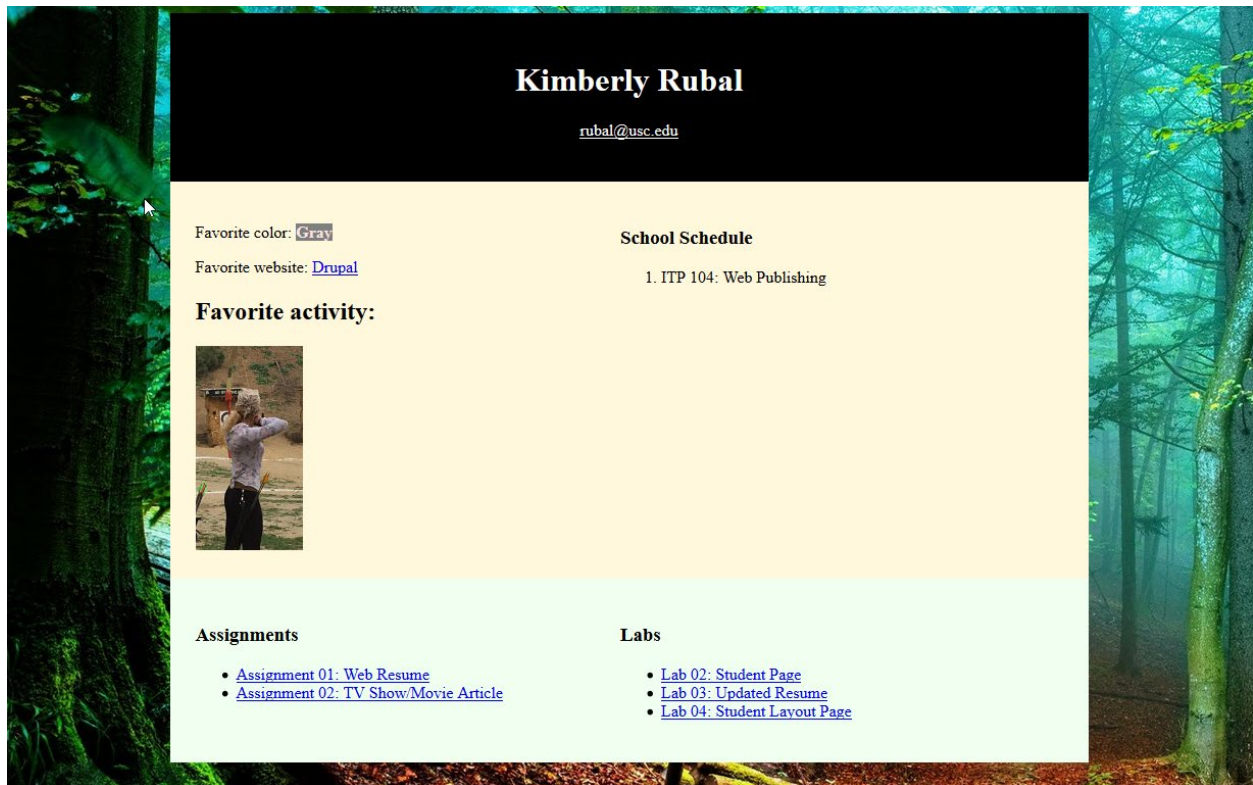 Kimberly Rubal
rubal@usc.edu
Favorite color: Gray
Favorite website: Drupal
Favorite activity:
School Schedule
1. ITP 104: Web Publishing
Assignments
• Assignment 01: Web Resume
• Assignment 02: TV Show/Movie Article
Labs
• Lab 02: Student Page
• Lab 03: Updated Resume
• Lab 04: Student Layout Page